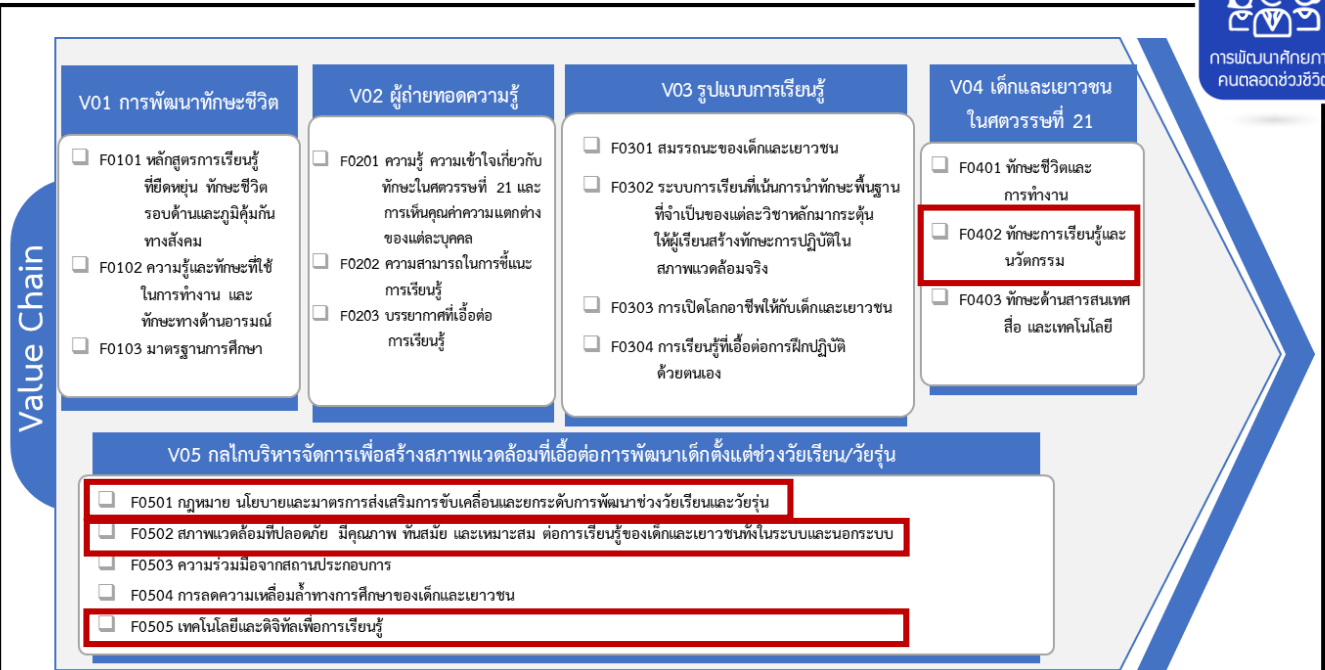 การพัฒนาศักยภา
คนตลอดช่วงชีวิต
Value Chain
V01 การพัฒนาทักษะชีวิต
F0101 หลักสูตรการเรียนรู้
ที่ยืดหยุ่น ทักษะชีวิต
รอบด้านและภูมิคุ้มกัน
ทางสังคม
F0102 ความรู้และทักษะที่ใช้
ในการทำงาน และ
ทักษะทางด้านอารมณ์
F0103 มาตรฐานการศึกษา
V02 ผู้ถ่ายทอดความรู้
F0201 ความรู้ ความเข้าใจเกี่ยวกับ
ทักษะในศตวรรษที่ 21 และ
การเห็นคุณค่าความแตกต่าง
ของแต่ละบุคคล
F0202 ความสามารถในการชี้แนะ
การเรียนรู้
F0203 บรรยากาศที่เอื้อต่อ
การเรียนรู้
V03 รูปแบบการเรียนรู้
F0301 สมรรถนะของเด็กและเยาวชน
F0302 ระบบการเรียนที่เน้นการนำทักษะพื้นฐาน
ที่จำเป็นของแต่ละวิชาหลักมากระตุ้น
ให้ผู้เรียนสร้างทักษะการปฏิบัติใน
สภาพแวดล้อมจริง
F0303 การเปิดโลกอาชีพให้กับเด็กและเยาวชน
F0304 การเรียนรู้ที่เอื้อต่อการฝึกปฏิบัติ
ด้วยตนเอง
V04 เด็กและเยาวชน
ในศตวรรษที่ 21
F0401 ทักษะชีวิตและ
การทำงาน
F0402 ทักษะการเรียนรู้และ
นวัตกรรม
F0403 ทักษะด้านสารสนเทศ
สื่อ และเทคโนโลยี
V05 กลไกบริหารจัดการเพื่อสร้างสภาพแวดล้อมที่เอื้อต่อการพัฒนาเด็กตั้งแต่ช่วงวัยเรียน/วัยรุ่น
F0501 กฎหมาย นโยบายและมาตรการส่งเสริมการขับเคลื่อนและยกระดับการพัฒนาช่วงวัยเรียนและวัยรุ่น
F0502 สภาพแวดล้อมที่ปลอดภัย มีคุณภาพ ทันสมัย และเหมาะสม ต่อการเรียนรู้ของเด็กและเยาวชนทั้งในระบบและนอกระบบ
F0503 ความร่วมมือจากสถานประกอบการ
F0504 การลดความเหลื่อมล้ำทางการศึกษาของเด็กและเยาวชน
F0505 เทคโนโลยีและดิจิทัลเพื่อการเรียนรู้